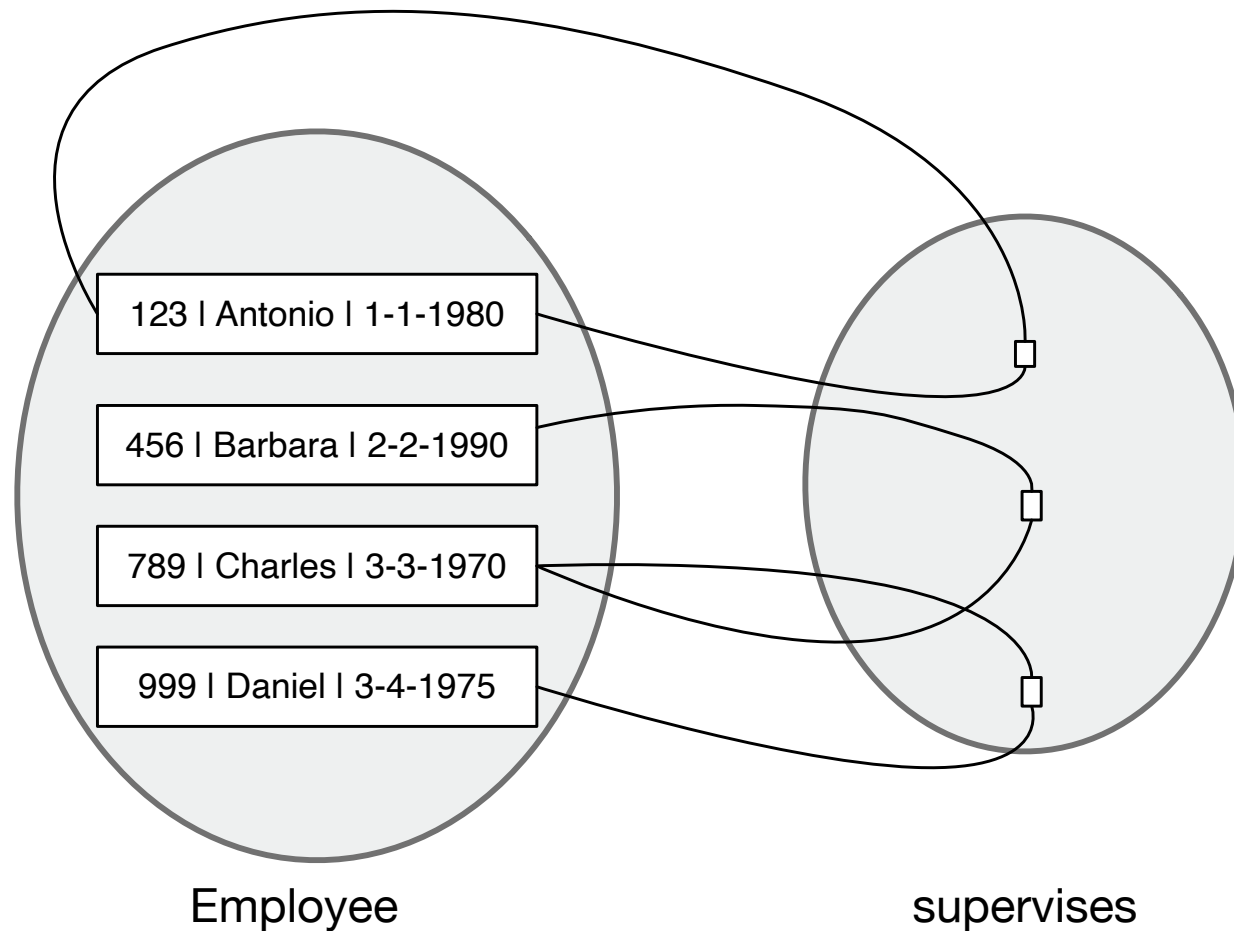 123 | Antonio | 1-1-1980
456 | Barbara | 2-2-1990
789 | Charles | 3-3-1970
999 | Daniel | 3-4-1975
Employee
supervises